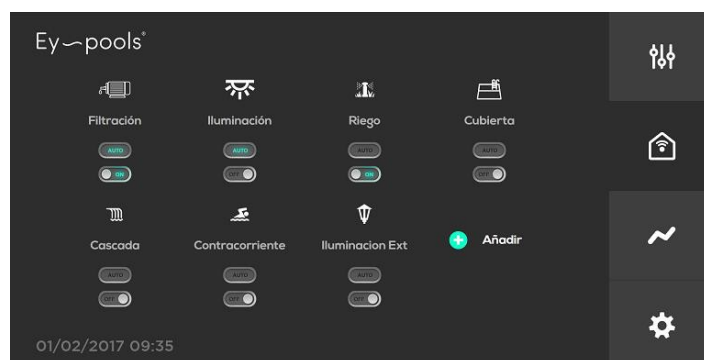 Ey-pools®
Filtración Iluminación Riego Cubierta
AUTO AUTO AUTO AUTO
ON OFF ON OFF
Cascada Contracorriente Iluminacion Ext Añadir
AUTO AUTO AUTO
OFF OFF OFF
01/02/2017 09:35